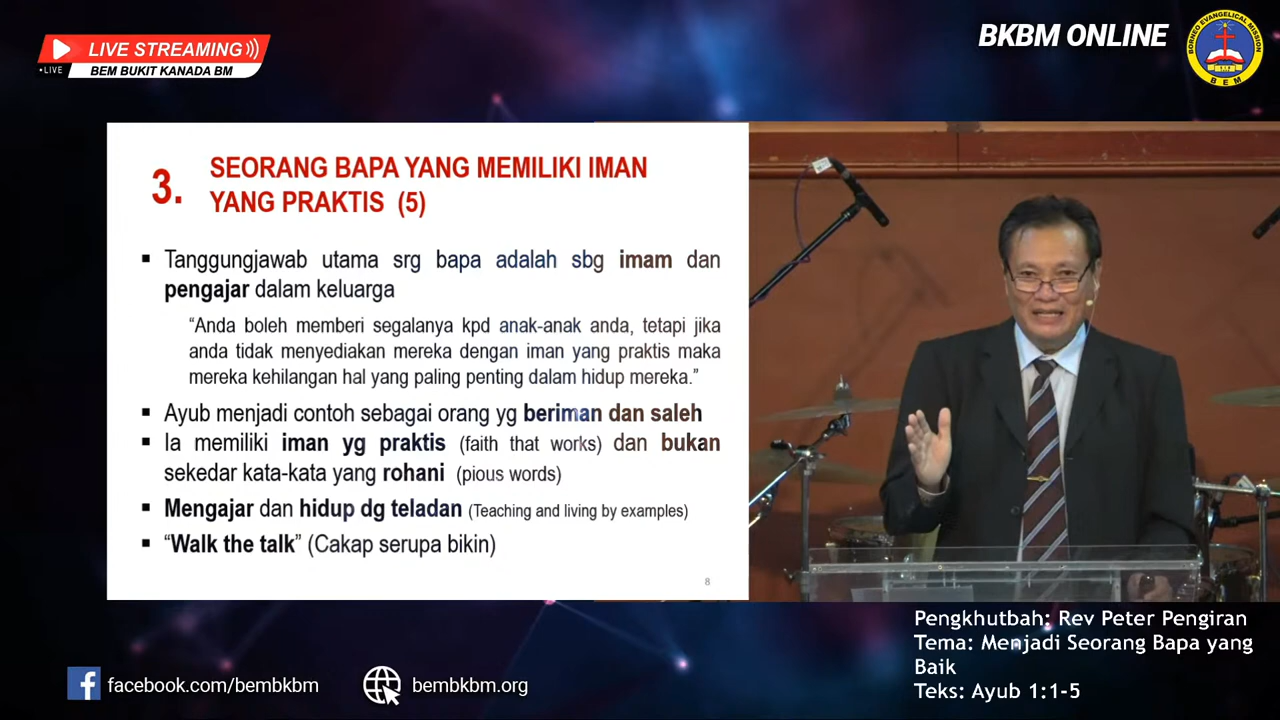 LIVE STREAMING
•LIVE
BEM BUKIT KANADA BM
BKBM ONLINE
BORNEO EVANGELICAL MISSION
B E M
3.
SEORANG BAPA YANG MEMILIKI IMAN
YANG PRAKTIS (5)
▪ Tanggungjawab utama srg bapa adalah sbg imam dan
pengajar dalam keluarga
“Anda boleh memberi segalanya kpd anak-anak anda, tetapi jika
anda tidak menyediakan mereka dengan iman yang praktis maka
mereka kehilangan hal yang paling penting dalam hidup mereka.”
▪ Ayub menjadi contoh sebagai orang yg beriman dan saleh
▪ Ia memiliki iman yg praktis (faith that works) dan bukan
sekedar kata-kata yang rohani (pious words)
▪ Mengajar dan hidup dg teladan (Teaching and living by examples)
▪ “Walk the talk” (Cakap serupa bikin)
8
Pengkhutbah: Rev Peter Pengiran
Tema: Menjadi Seorang Bapa yang
Baik
Teks: Ayub 1:1-5
facebook.com/bembkbm
bembkbm.org